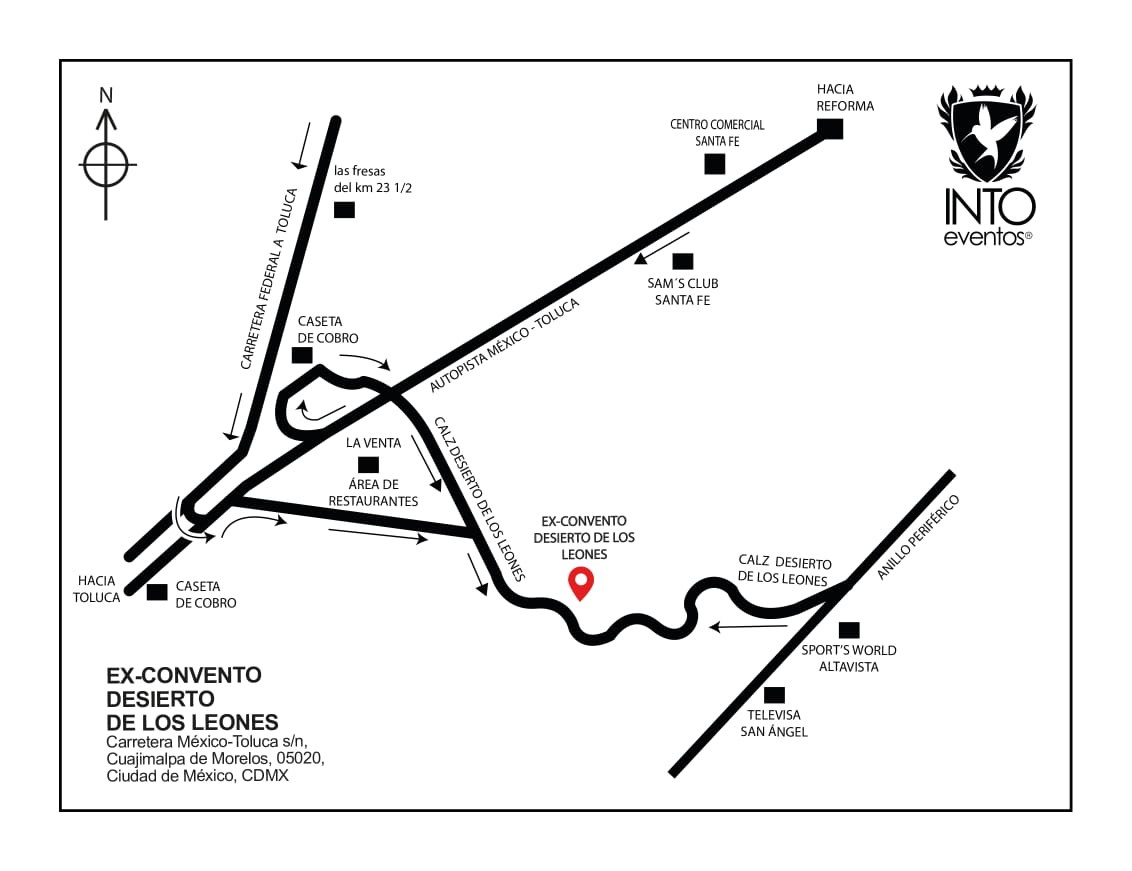 N
HACIA
REFORMA
CENTRO COMERCIAL
SANTA FE
INTO
eventos®
las fresas
del km 23 1/2
CARRETERA FEDERAL A TOLUCA
SAM´S CLUB
SANTA FE
CASETA
DE COBRO
AUTOPISTA MÉXICO - TOLUCA
CALZ DESIERTO DE LOS LEONES
LA VENTA
ÁREA DE
RESTAURANTES
EX-CONVENTO
DESIERTO DE LOS
LEONES
ANILLO PERIFÉRICO
CALZ DESIERTO
DE LOS LEONES
HACIA
TOLUCA
CASETA
DE COBRO
SPORT'S WORLD
ALTAVISTA
TELEVISA
SAN ÁNGEL
EX-CONVENTO
DESIERTO
DE LOS LEONES
Carretera México-Toluca s/n,
Cuajimalpa de Morelos, 05020,
Ciudad de México, CDMX